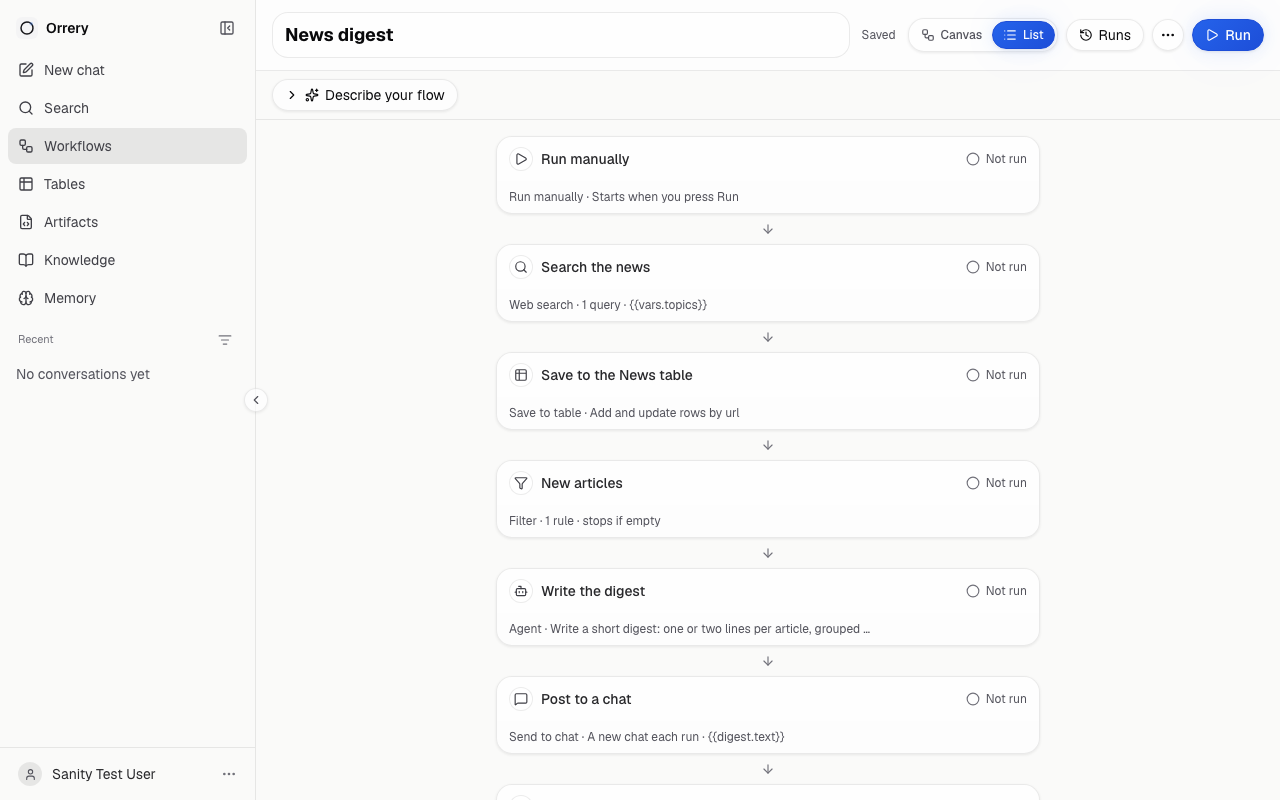 Orrery
New chat
Search
Workflows
Tables
Artifacts
Knowledge
Memory
Recent
No conversations yet
Sanity Test User
News digest
Saved
Canvas
List
Runs
Run
Describe your flow
Run manually
Not run
Run manually · Starts when you press Run
Search the news
Not run
Web search · 1 query · {{vars.topics}}
Save to the News table
Not run
Save to table · Add and update rows by url
New articles
Not run
Filter · 1 rule · stops if empty
Write the digest
Not run
Agent · Write a short digest: one or two lines per article, grouped …
Post to a chat
Not run
Send to chat · A new chat each run · {{digest.text}}